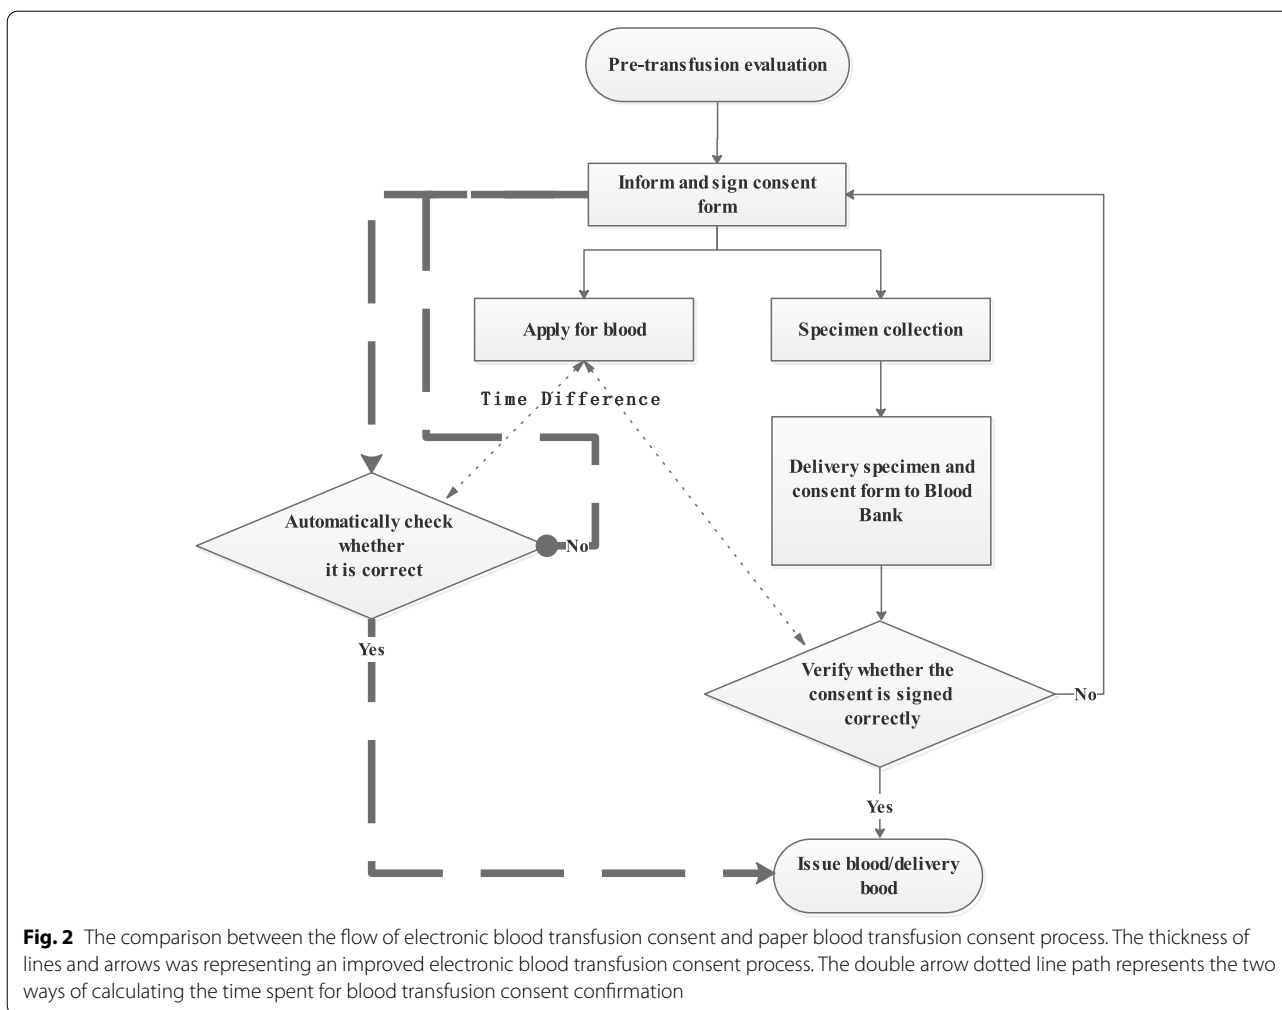 Pre-transfusion evaluation
Inform and sign consent
form
Apply for blood
Specimen collection
Time Difference
Delivery specimen and
consent form to Blood
Bank
Automatically check
whether
it is correct
No
Yes
Verify whether the
consent is signed
correctly
No
Yes
Issue blood/delivery
bood
Fig. 2 The comparison between the flow of electronic blood transfusion consent and paper blood transfusion consent process. The thickness of
lines and arrows was representing an improved electronic blood transfusion consent process. The double arrow dotted line path represents the two
ways of calculating the time spent for blood transfusion consent confirmation